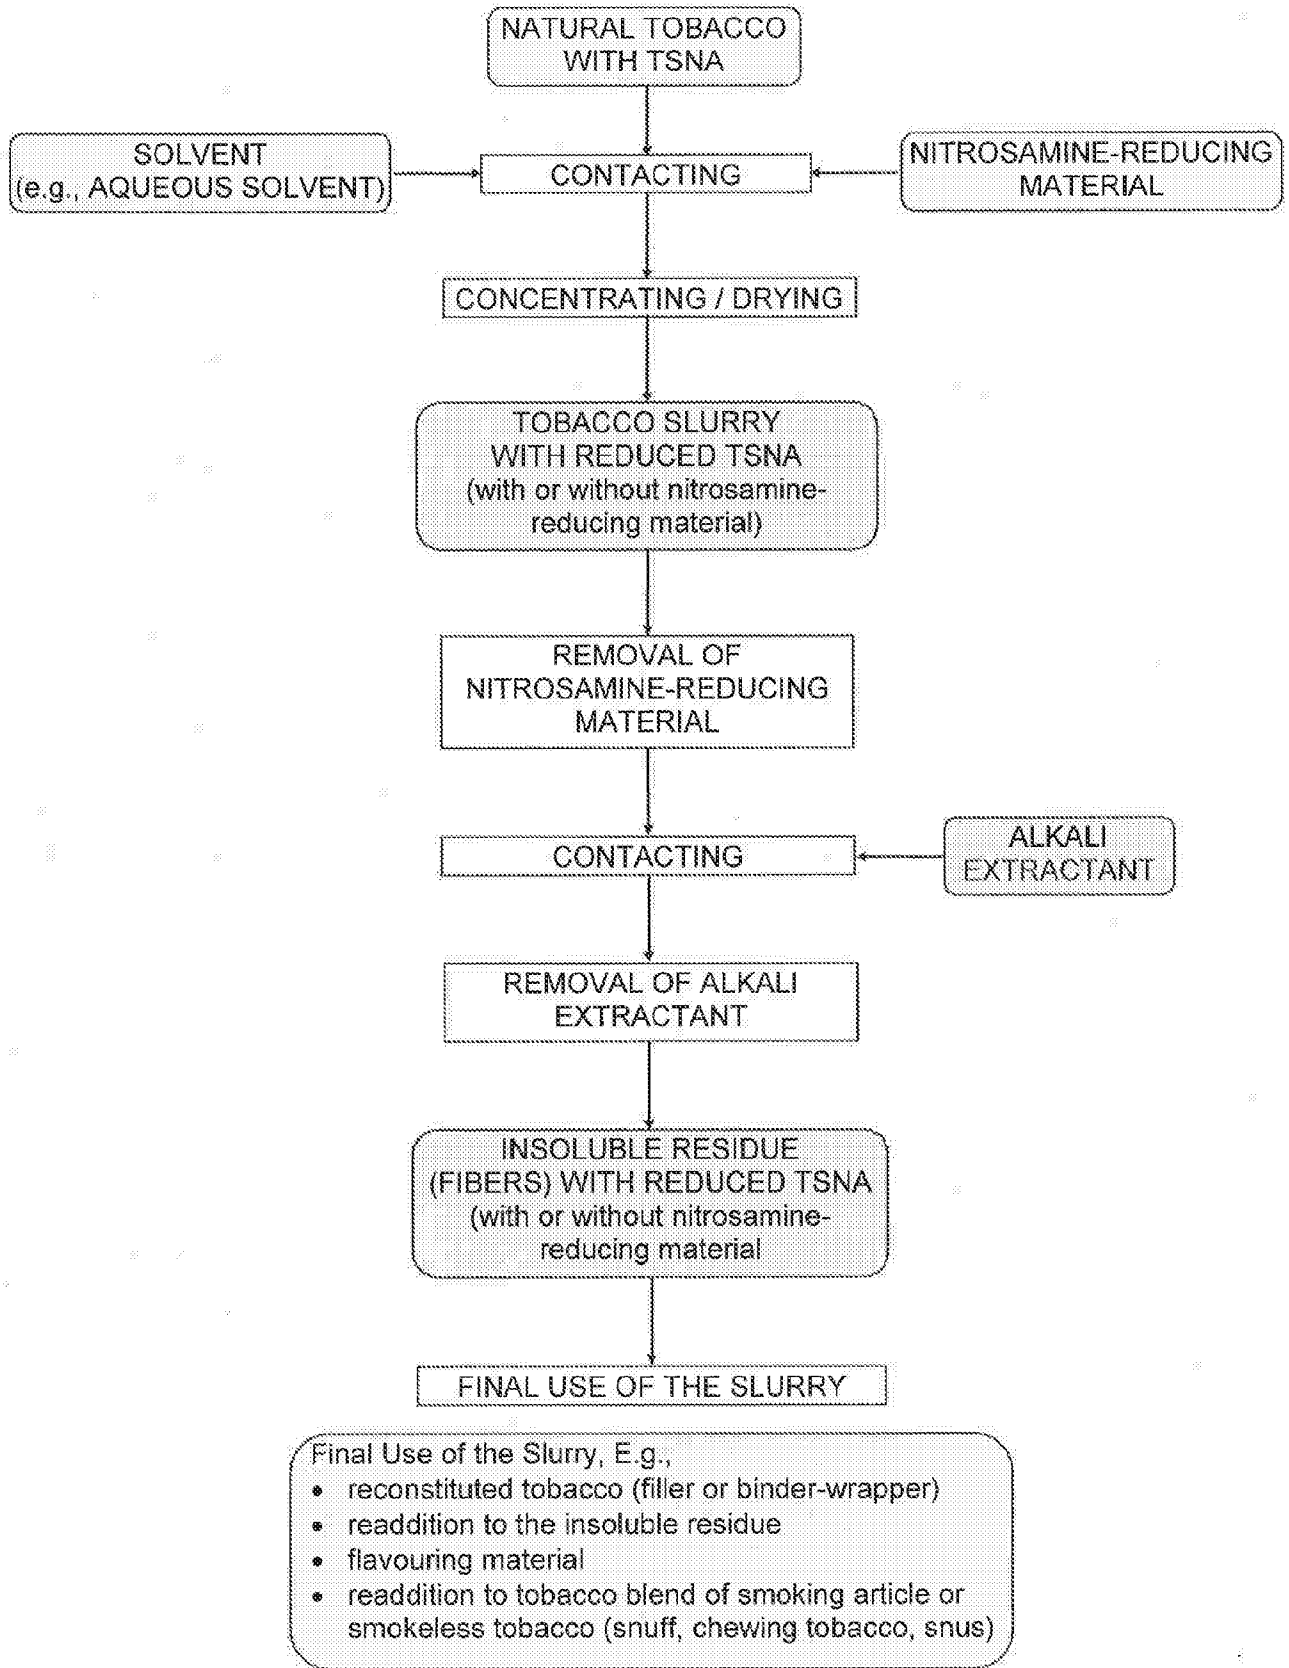 NATURAL TOBACCO
WITH TSNA
SOLVENT
(e.g., AQUEOUS SOLVENT)
CONTACTING
NITROSAMINE-REDUCING
MATERIAL
CONCENTRATING / DRYING
TOBACCO SLURRY
WITH REDUCED TSNA
(with or without nitrosamine-
reducing material)
REMOVAL OF
NITROSAMINE-REDUCING
MATERIAL
CONTACTING
ALKALI
EXTRACTANT
REMOVAL OF ALKALI
EXTRACTANT
INSOLUBLE RESIDUE
(FIBERS) WITH REDUCED TSNA
(with or without nitrosamine-
reducing material
FINAL USE OF THE SLURRY
Final Use of the Slurry, E.g.,
• reconstituted tobacco (filler or binder-wrapper)
• readdition to the insoluble residue
• flavouring material
• readdition to tobacco blend of smoking article or
smokeless tobacco (snuff, chewing tobacco, snus)